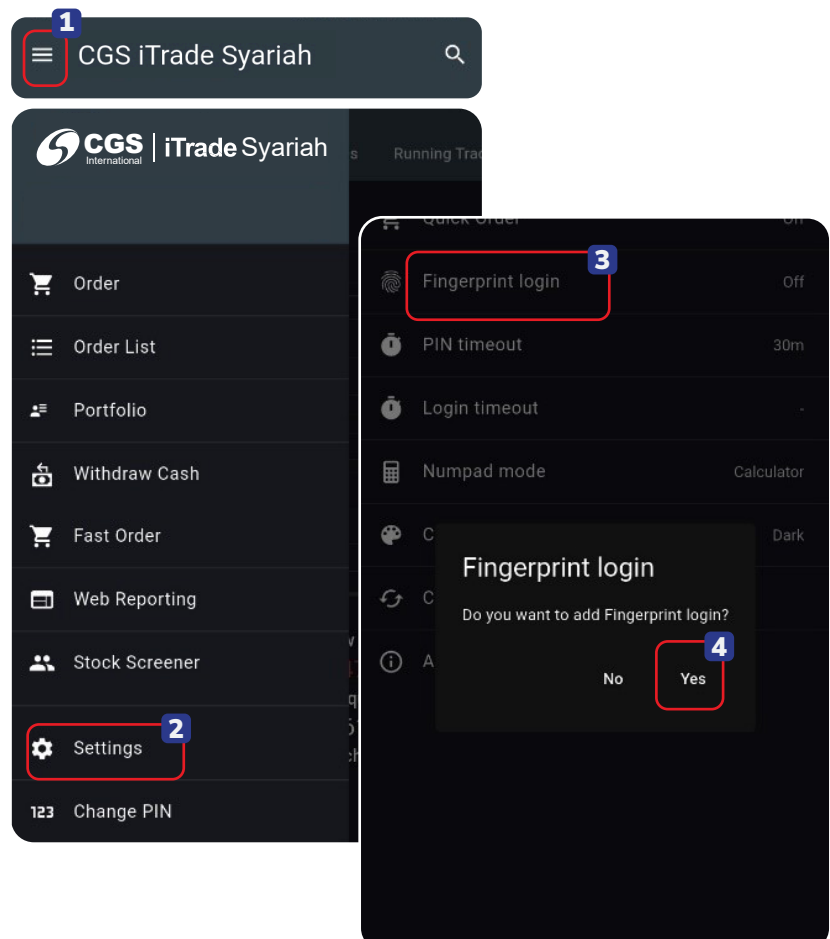 1
CGS iTrade Syariah
CGS International | iTrade Syariah
Order
Order List
Portfolio
Withdraw Cash
Fast Order
Web Reporting
Stock Screener
2
Settings
123 Change PIN
Running Trad
Quick Order Off
3
Fingerprint login Off
PIN timeout 30m
Login timeout -
Numpad mode Calculator
C Dark
C
A
Fingerprint login
Do you want to add Fingerprint login?
4
No Yes